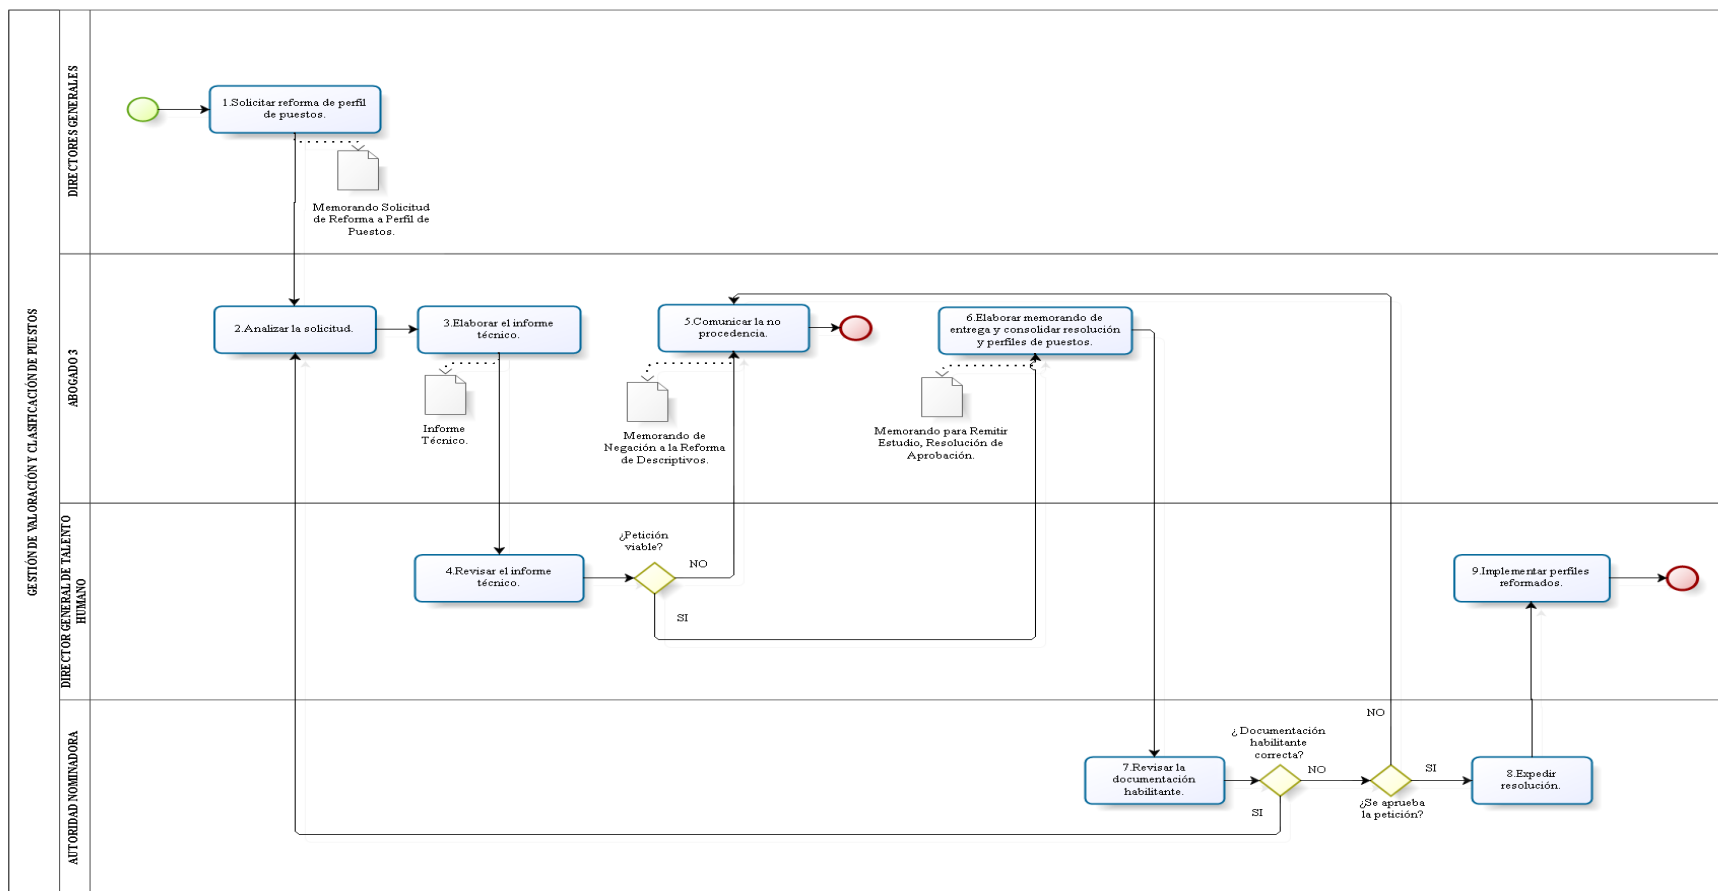 GESTIÓN DE VALORACIÓN Y CLASIFICACIÓN DE PUESTOS
DIRECTORES GENERALES
1.Solicitar reforma de perfil
de puestos.
Memorando Solicitud
de Reforma a Perfil de
Puestos.
ABOGADO 3
2.Analizar la solicitud.
3.Elaborar el informe
técnico.
Informe
Técnico.
5.Comunicar la no
procedencia.
Memorando de
Negación a la Reforma
de Descriptivos.
6.Elaborar memorando de
entrega y consolidar resolución
y perfiles de puestos.
Memorando para Remitir
Estudio, Resolución de
Aprobación.
DIRECTOR GENERAL DE TALENTO
HUMANO
4.Revisar el informe
técnico.
¿Petición
viable?
NO
SI
9.Implementar perfiles
reformados.
AUTORIDAD NOMINADORA
7.Revisar la
documentación
habilitante.
¿ Documentación
habilitante
correcta?
NO
SI
NO
¿Se aprueba
la petición?
SI
8.Expedir
resolución.